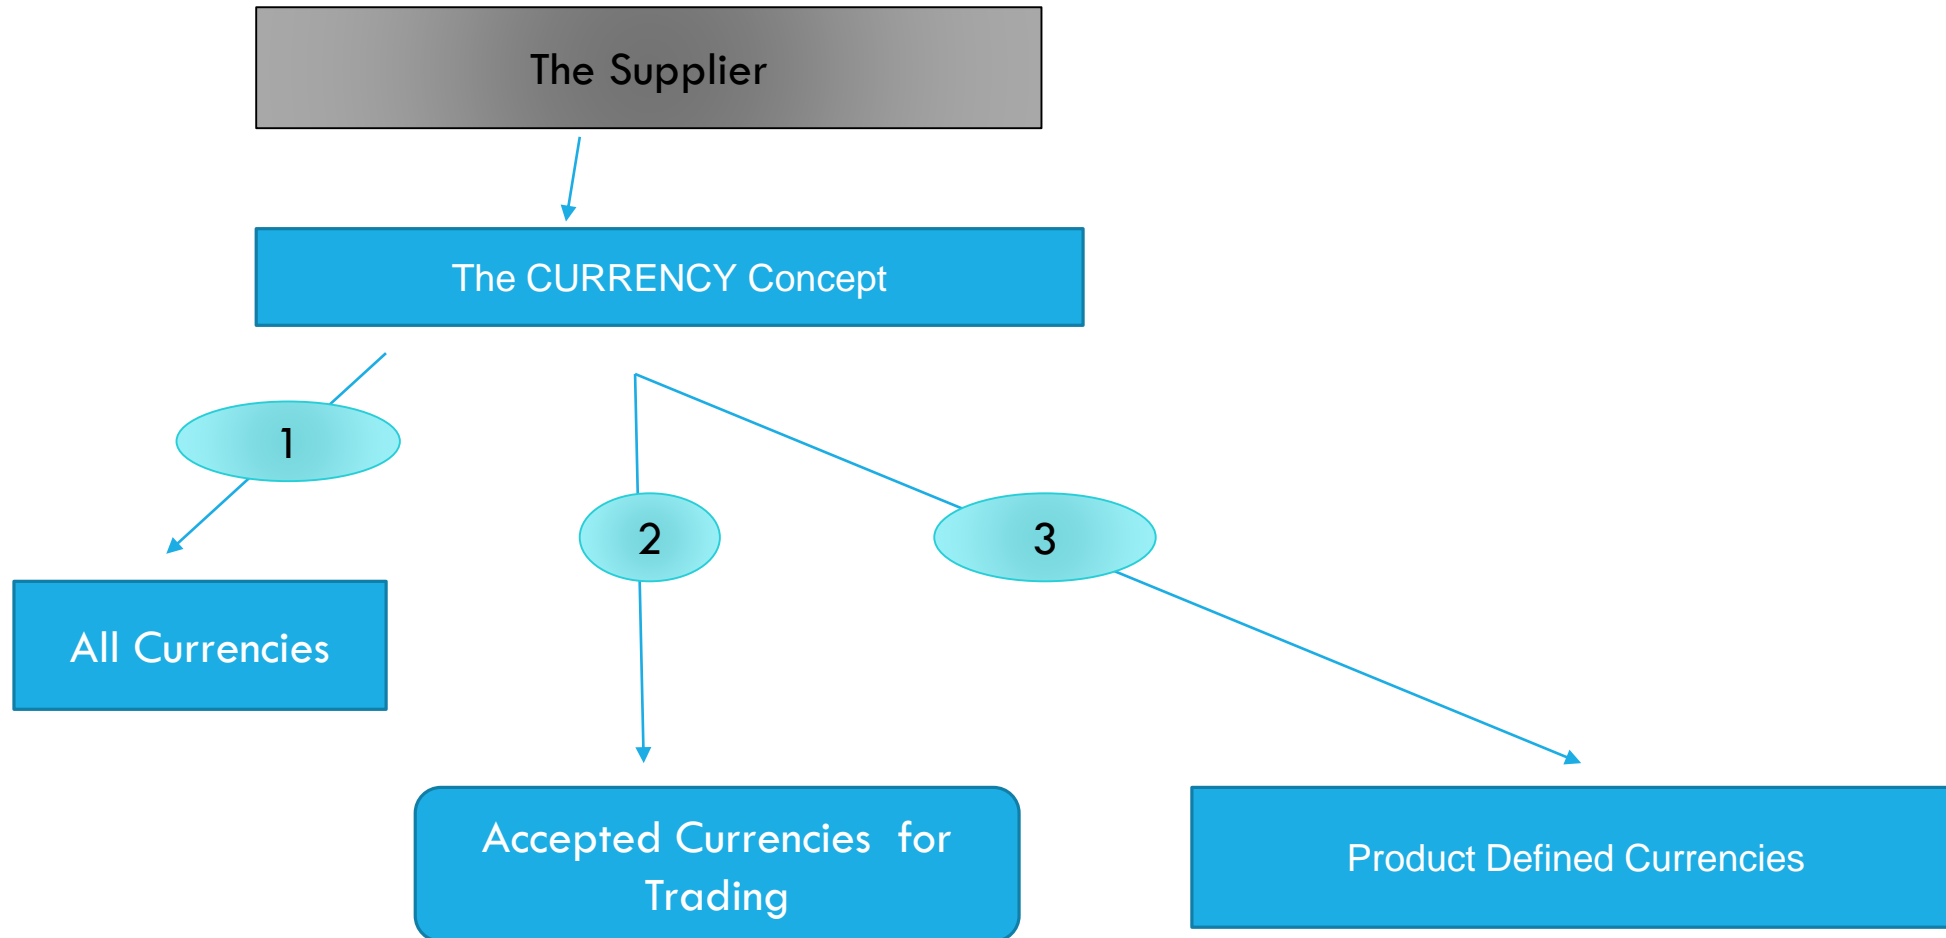 The Supplier
The CURRENCY Concept
1
2
3
All Currencies
Accepted Currencies  for
Trading
Product Defined Currencies